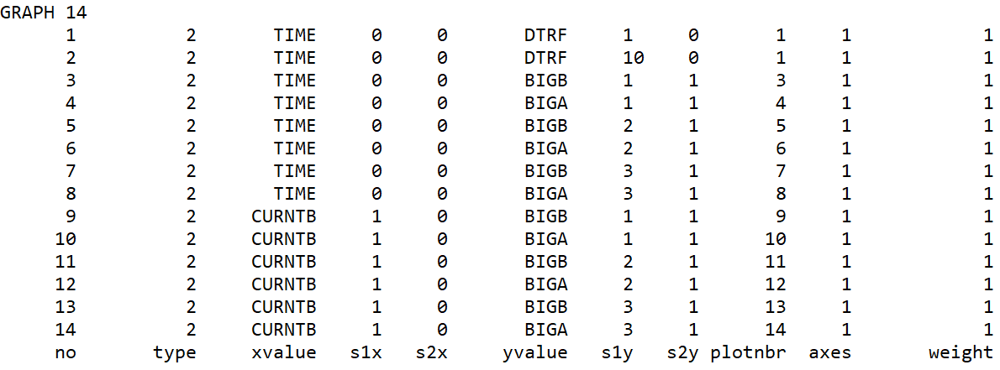 GRAPH 14
1 2 TIME 0 0 DTRF 1 0 1 1 1
2 2 TIME 0 0 DTRF 10 0 1 1 1
3 2 TIME 0 0 BIGB 1 1 3 1 1
4 2 TIME 0 0 BIGA 1 1 4 1 1
5 2 TIME 0 0 BIGB 2 1 5 1 1
6 2 TIME 0 0 BIGA 2 1 6 1 1
7 2 TIME 0 0 BIGB 3 1 7 1 1
8 2 TIME 0 0 BIGA 3 1 8 1 1
9 2 CURNTB 1 0 BIGB 1 1 9 1 1
10 2 CURNTB 1 0 BIGA 1 1 10 1 1
11 2 CURNTB 1 0 BIGB 2 1 11 1 1
12 2 CURNTB 1 0 BIGA 2 1 12 1 1
13 2 CURNTB 1 0 BIGB 3 1 13 1 1
14 2 CURNTB 1 0 BIGA 3 1 14 1 1
no type xvalue s1x s2x yvalue s1y s2y plotnbr axes weight